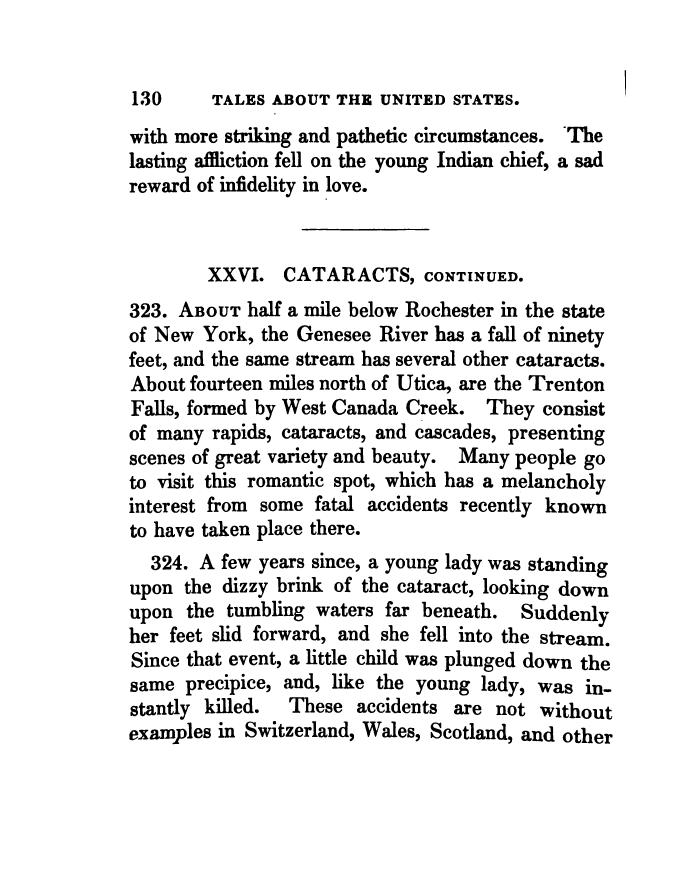 130 TALES ABOUT THE UNITED STATES.
with more striking and pathetic circumstances. The
lasting affliction fell on the young Indian chief, a sad
reward of infidelity in love.
XXVI. CATARACTS, CONTINUED.
323. ABOUT half a mile below Rochester in the state
of New York, the Genesee River has a fall of ninety
feet, and the same stream has several other cataracts.
About fourteen miles north of Utica, are the Trenton
Falls, formed by West Canada Creek. They consist
of many rapids, cataracts, and cascades, presenting
scenes of great variety and beauty. Many people go
to visit this romantic spot, which has a melancholy
interest from some fatal accidents recently known
to have taken place there.
324. A few years since, a young lady was standing
upon the dizzy brink of the cataract, looking down
upon the tumbling waters far beneath. Suddenly
her feet slid forward, and she fell into the stream.
Since that event, a little child was plunged down the
same precipice, and, like the young lady, was in-
stantly killed. These accidents are not without
examples in Switzerland, Wales, Scotland, and other